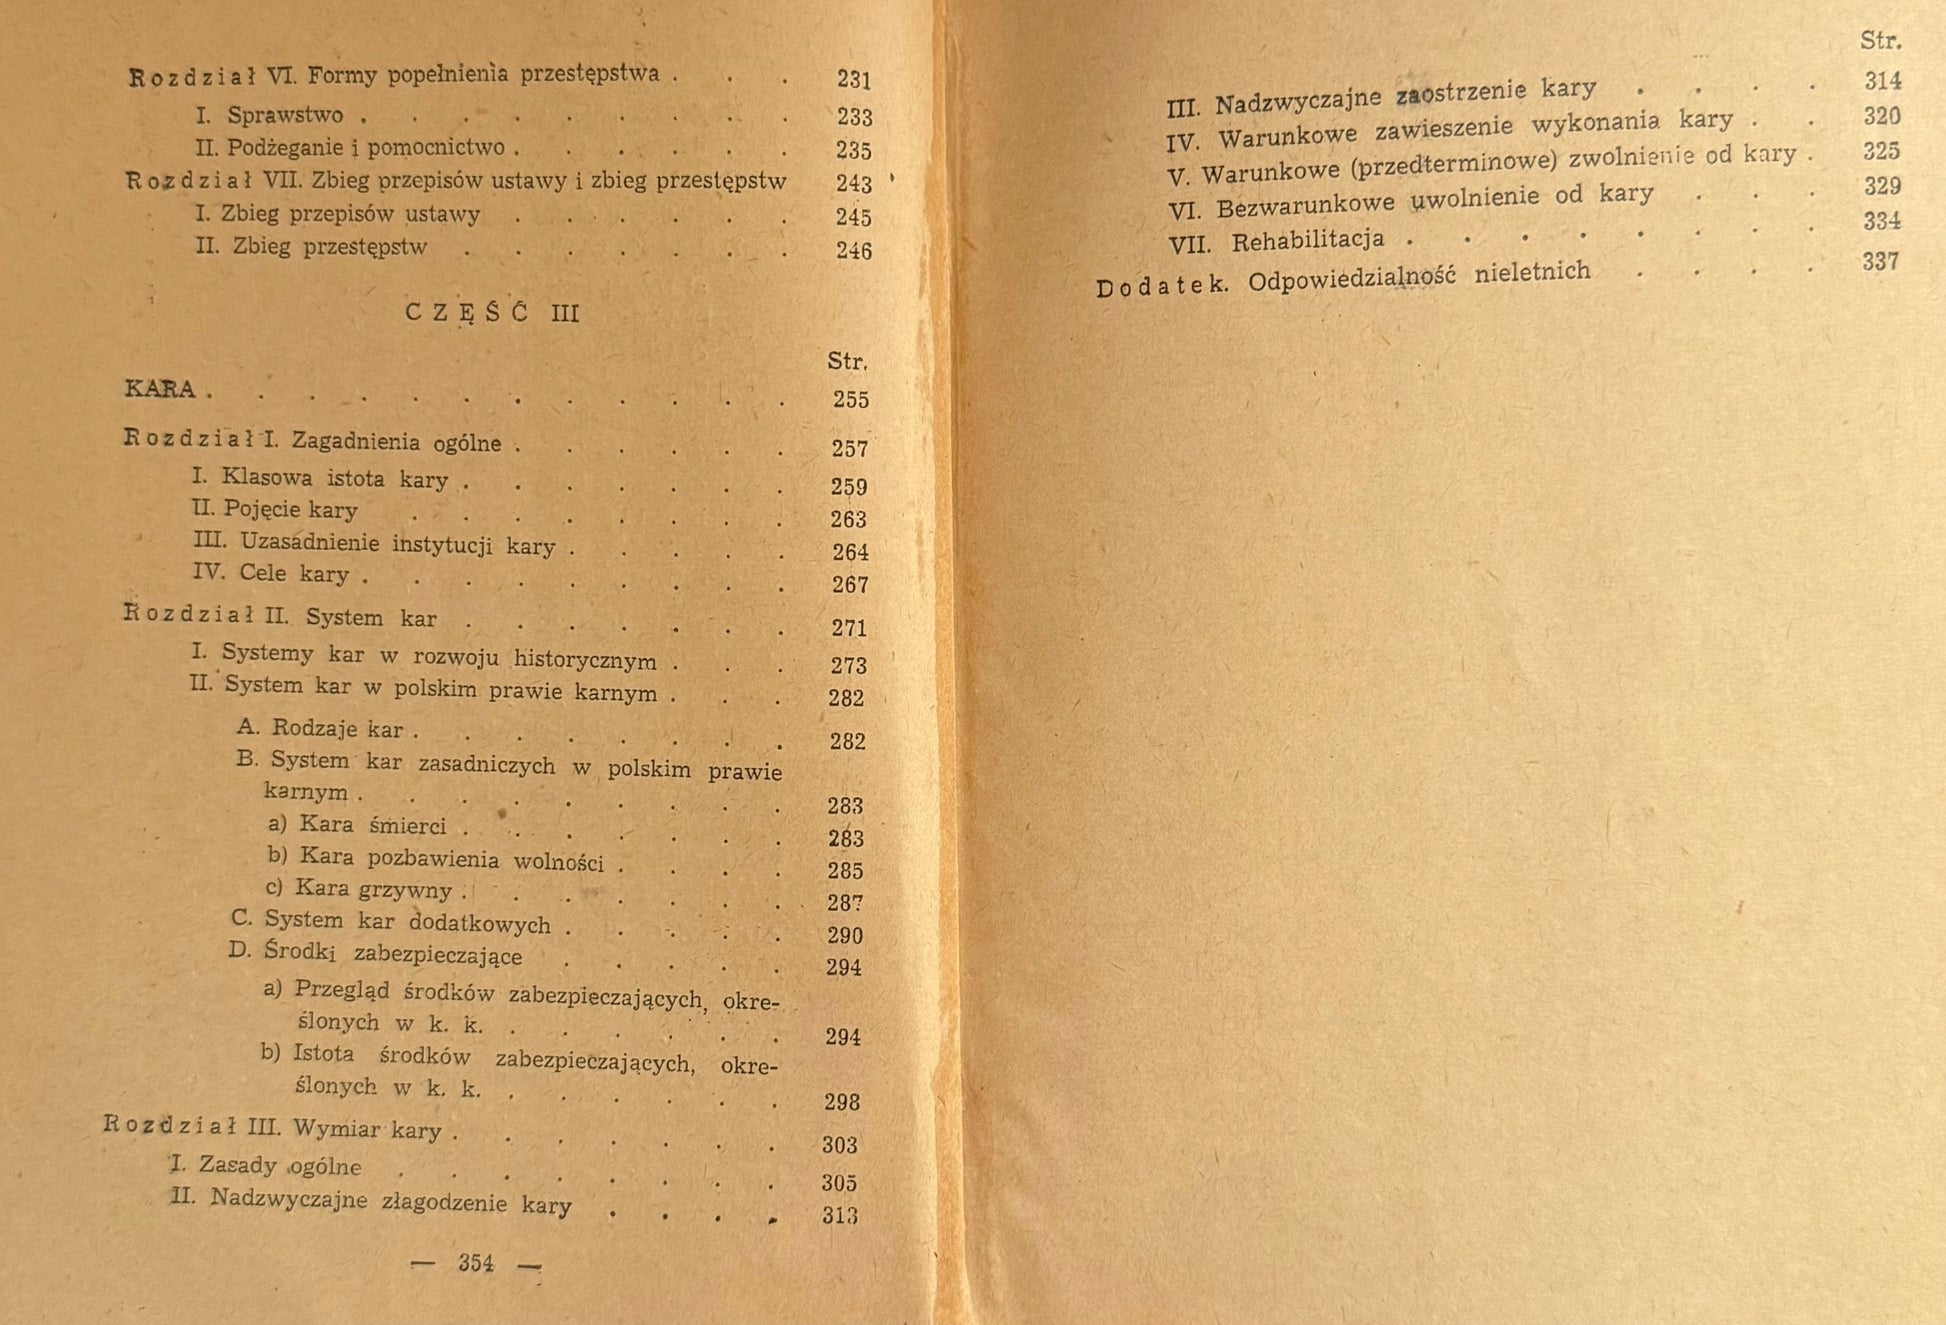 Rozdział VI. Formy popełnienia przestępstwa . . . 231
I. Sprawstwo . . . . . . . . . 233
II. Podżeganie i pomocnictwo . . . . . . 235
Rozdział VII. Zbieg przepisów ustawy i zbieg przestępstw 243
I. Zbieg przepisów ustawy . . . . . . 245
II. Zbieg przestępstw . . . . . . . 246
CZĘŚĆ III
Str.
KARA . . . . . . . . . . . . 255
Rozdział I. Zagadnienia ogólne . . . . . . 257
I. Klasowa istota kary . . . . . . . 259
II. Pojęcie kary . . . . . . . . 263
III. Uzasadnienie instytucji kary . . . . . 264
IV. Cele kary . . . . . . . . . 267
Rozdział II. System kar . . . . . . . 271
I. Systemy kar w rozwoju historycznym . . . 273
II. System kar w polskim prawie karnym . . . 282
A. Rodzaje kar . . . . . . . . 282
B. System kar zasadniczych w polskim prawie
karnym . . . . . . . . . 283
a) Kara śmierci . . . . . . . 283
b) Kara pozbawienia wolności . . . . 285
c) Kara grzywny . . . . . . . 287
C. System kar dodatkowych . . . . . 290
D. Środki zabezpieczające . . . . . 294
a) Przegląd środków zabezpieczających, okre-
ślonych w k. k. . . . . . . 294
b) Istota środków zabezpieczających, okre-
ślonych w k. k. . . . . . . 298
Rozdział III. Wymiar kary . . . . . . . 303
I. Zasady ogólne . . . . . . . . 305
II. Nadzwyczajne złagodzenie kary . . . . 313
— 354 —
Str.
III. Nadzwyczajne zaostrzenie kary . . . . 314
IV. Warunkowe zawieszenie wykonania kary . . 320
V. Warunkowe (przedterminowe) zwolnienie od kary . 325
VI. Bezwarunkowe uwolnienie od kary . . . 329
VII. Rehabilitacja . . . . . . . . 334
Dodatek. Odpowiedzialność nieletnich . . . . 337